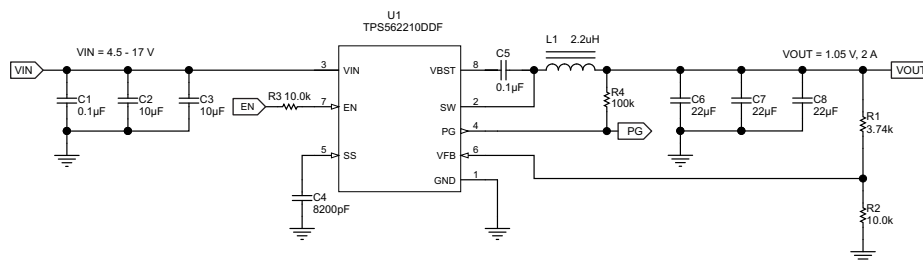 U1
TPS562210DDF
VIN = 4.5 - 17 V
VIN
C1
0.1µF
C2
10µF
C3
10µF
EN
R3 10.0k
3
VIN
7
EN
5
SS
C4
8200pF
VBST
8
SW
2
PG
4
VFB
6
GND
1
C5
0.1µF
L1 2.2uH
R4
100k
PG
C6
22µF
C7
22µF
C8
22µF
VOUT = 1.05 V, 2 A
VOUT
R1
3.74k
R2
10.0k